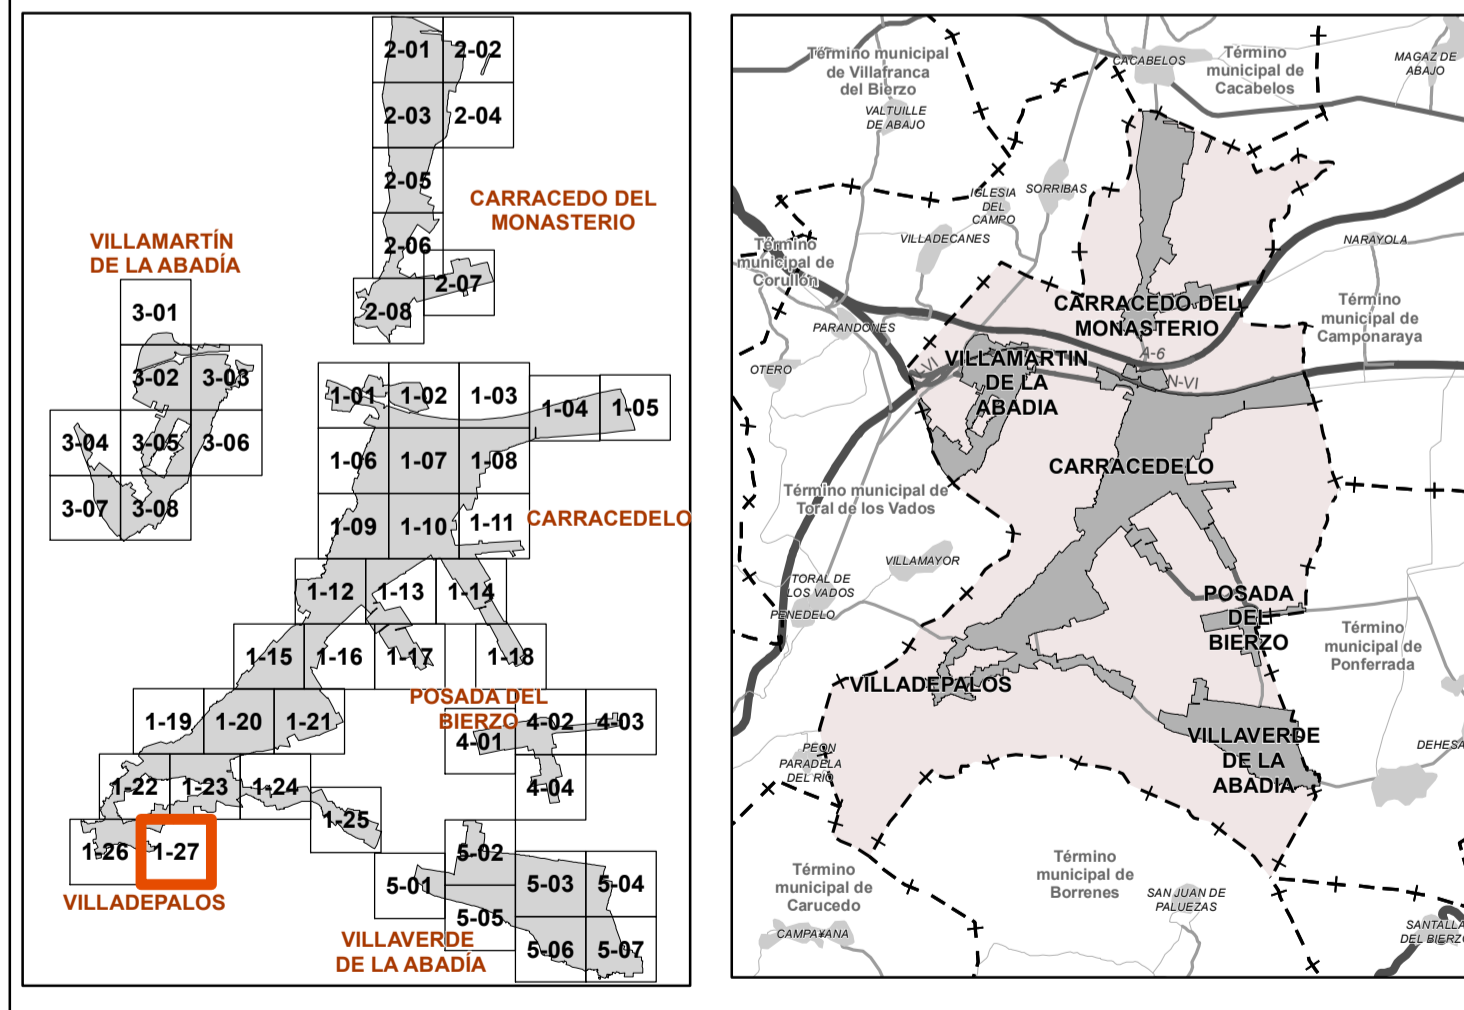 2-01
2-02
2-03
2-04
2-05
2-06
2-07
2-08
CARRACEDO DEL
MONASTERIO
VILLAMARTÍN
DE LA ABADÍA
3-01
3-02
3-03
3-04
3-05
3-06
3-07
3-08
1-01
1-02
1-03
1-04
1-05
1-06
1-07
1-08
1-09
1-10
1-11
CARRACEDELO
1-12
1-13
1-14
1-15
1-16
1-17
1-18
1-19
1-20
1-21
POSADA DEL
BIERZO
4-01
4-02
4-03
4-04
1-22
1-23
1-24
1-25
1-26
1-27
VILLADEPALOS
5-01
5-02
5-03
5-04
5-05
5-06
5-07
VILLAVERDE
DE LA ABADÍA
Término municipal
de Villafranca
del Bierzo
CACABELOS
Término
municipal de
Cacabelos
MAGAZ DE
ABAJO
VALTUILLE
DE ABAJO
IGLESIA
DEL
CAMPO
SORRIBAS
VILLADECANES
NARAYOLA
Término
municipal de
Corullón
CARRACEDO DEL
MONASTERIO
Término
municipal de
Camponaraya
PARANDONES
OTERO
A-6
N-VI
VILLAMARTIN
DE LA
ABADIA
CARRACEDELO
Término municipal de
Toral de los Vados
VILLAMAYOR
TORAL DE
LOS VADOS
PENEDELO
POSADA
DEL
BIERZO
Término
municipal de
Ponferrada
VILLADEPALOS
VILLAVERDE
DE LA
ABADIA
DEHESA
PEON
PARADELA
DEL RÍO
Término
municipal de
Carucedo
CAMPA¥ANA
Término
municipal de
Borrenes
SAN JUAN DE
PALUEZAS
SANTALLA
DEL BIERZO